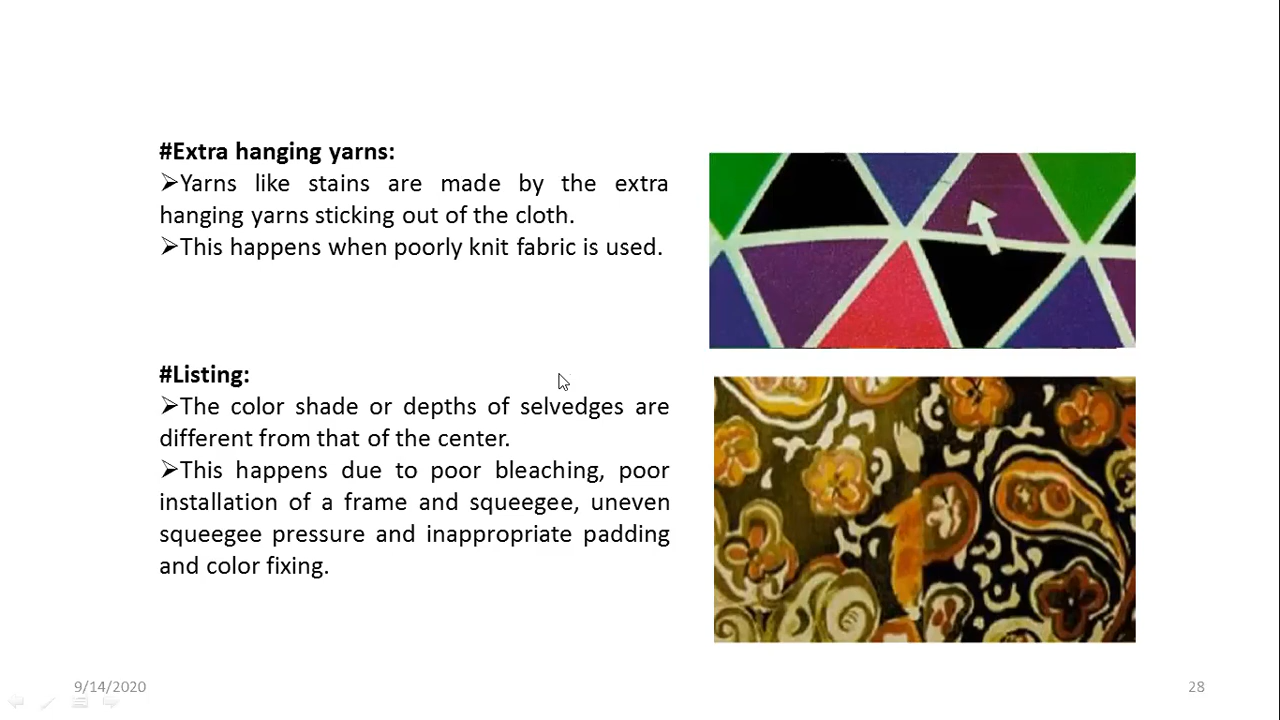 #Extra hanging yarns:
➢Yarns like stains are made by the extra
hanging yarns sticking out of the cloth.
➢This happens when poorly knit fabric is used.
#Listing:
➢The color shade or depths of selvedges are
different from that of the center.
➢This happens due to poor bleaching, poor
installation of a frame and squeegee, uneven
squeegee pressure and inappropriate padding
and color fixing.
9/14/2020
28